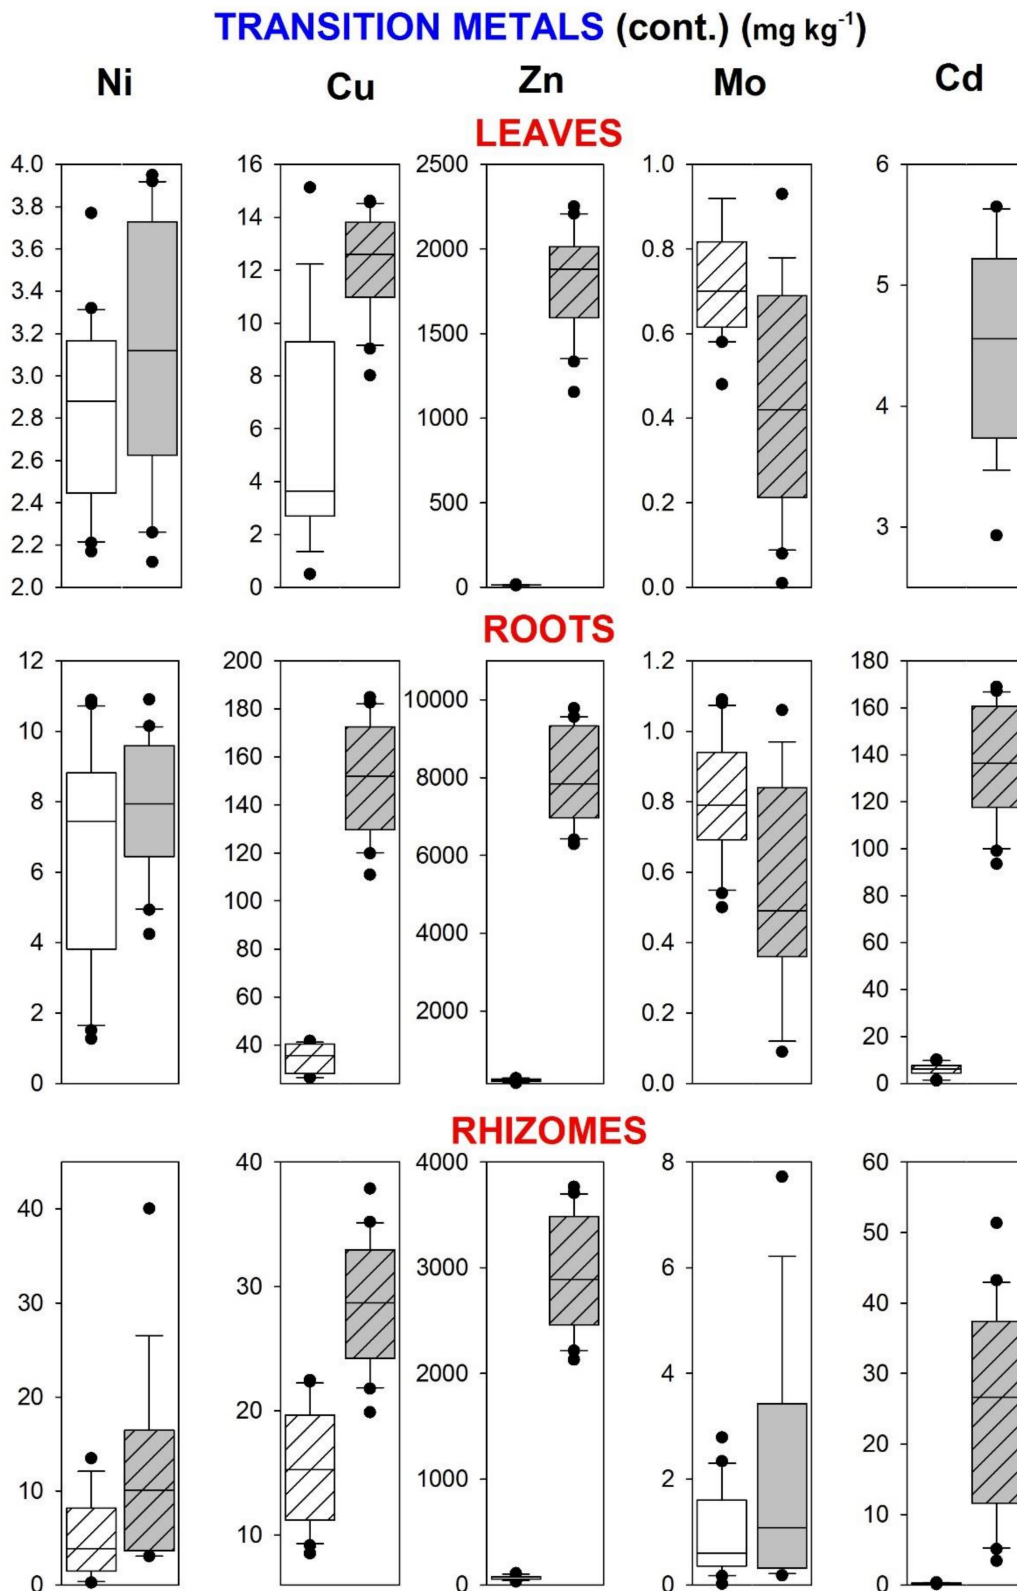 TRANSITION METALS (cont.) (mg kg-1)
Ni Cu Zn Mo Cd
LEAVES
4.0 16 2500 1.0 6
3.8 14 2000 0.8 5
3.6 12 1500 0.6 4
3.4 10 1000 0.4 3
3.2 8 500 0.2
3.0 6 0 0.0
2.8 4
2.6 2
2.4 0
2.2
2.0
ROOTS
12 200 10000 1.2 180
10 180 8000 1.0 160
8 160 6000 0.8 140
6 140 4000 0.6 120
4 120 2000 0.4 100
2 100 0.2 80
0 80 0.0 60
60 40
40 20
0
RHIZOMES
40 40 4000 8 60
30 30 3000 6 50
20 20 2000 4 40
10 10 1000 2 30
0 0 0 20
10
0